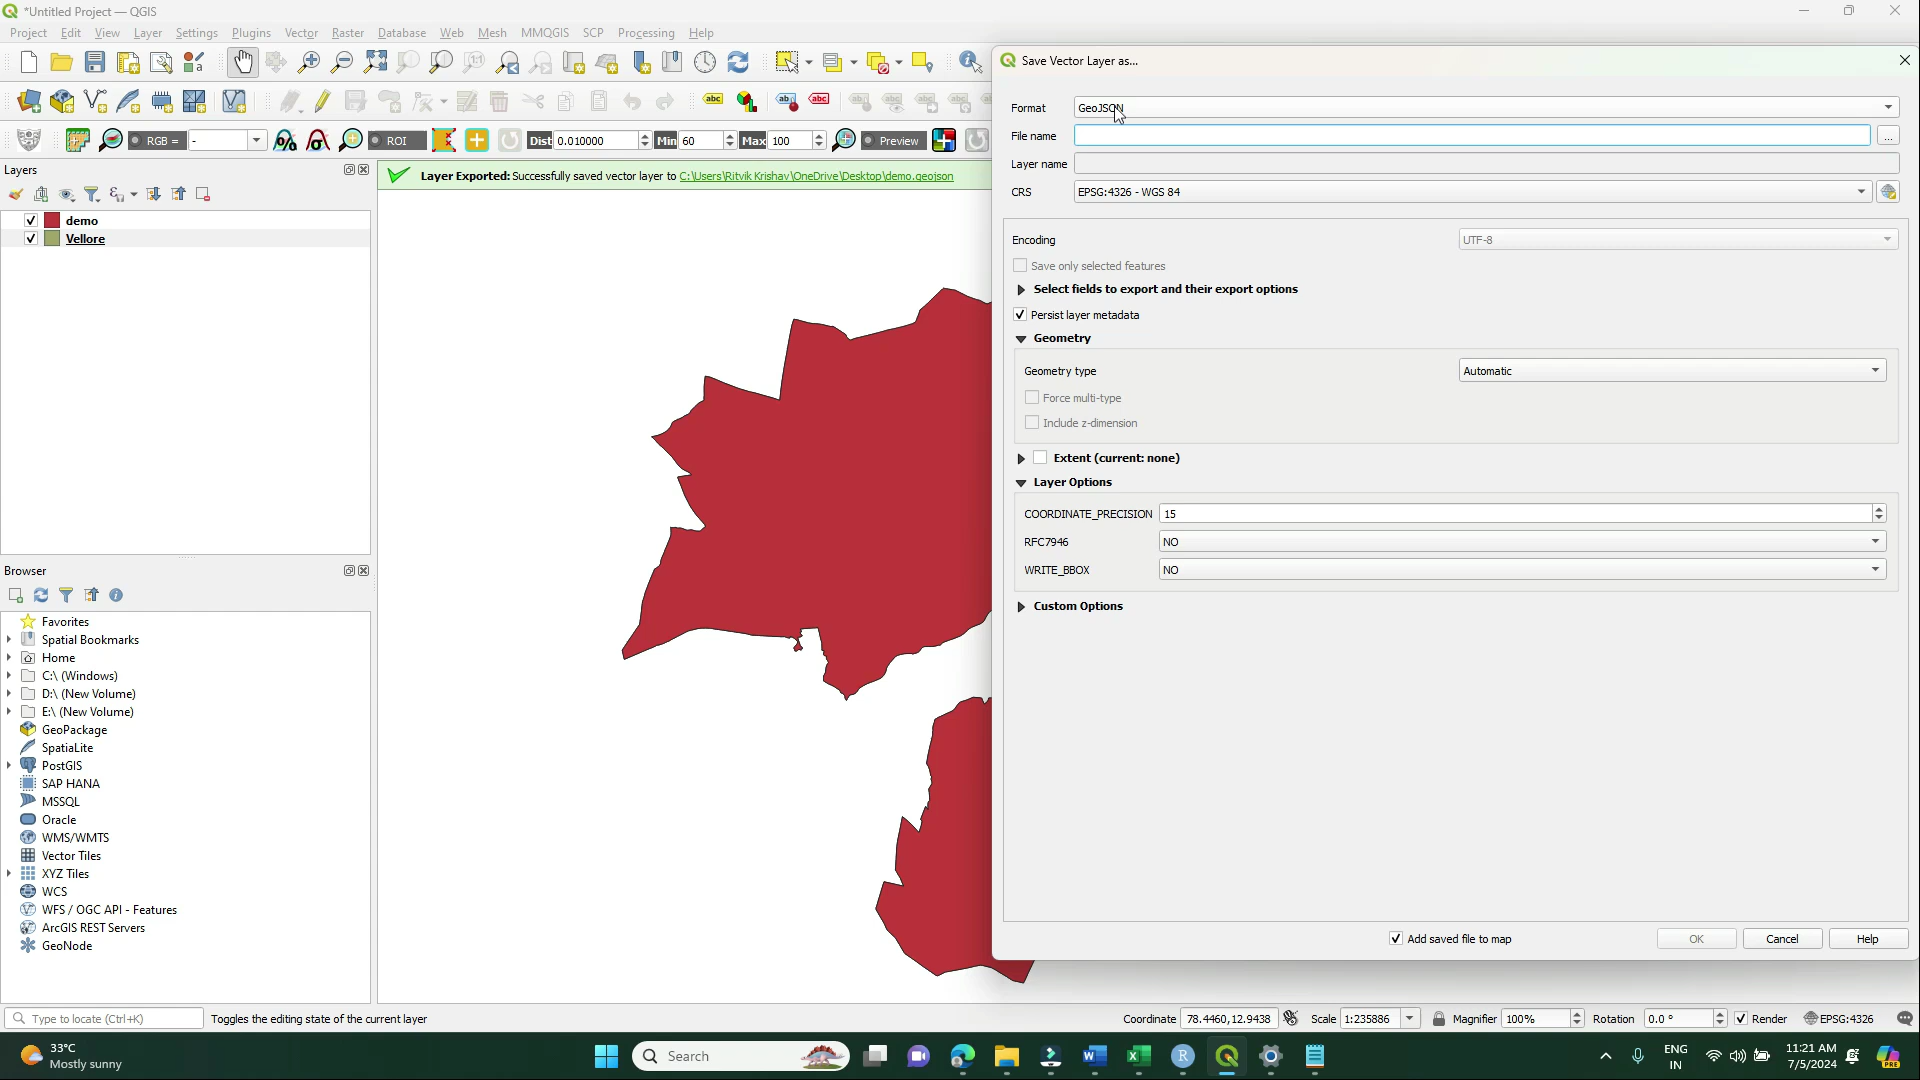 *Untitled Project — QGIS
Project Edit View Layer Settings Plugins Vector Raster Database Web Mesh MMQGIS SCP Processing Help
RGB = - ROI Dist 0.010000 Min 60 Max 100 Preview
Layers
demo
Vellore
Layer Exported: Successfully saved vector layer to C:\Users\Ritvik Krishav\OneDrive\Desktop\demo.geojson
Browser
Favorites
Spatial Bookmarks
Home
C:\ (Windows)
D:\ (New Volume)
E:\ (New Volume)
GeoPackage
SpatiaLite
PostGIS
SAP HANA
MSSQL
Oracle
WMS/WMTS
Vector Tiles
XYZ Tiles
WCS
WFS / OGC API - Features
ArcGIS REST Servers
GeoNode
Save Vector Layer as...
Format GeoJSON
File name ...
Layer name
CRS EPSG:4326 - WGS 84
Encoding UTF-8
Save only selected features
Select fields to export and their export options
Persist layer metadata
Geometry
Geometry type Automatic
Force multi-type
Include z-dimension
Extent (current: none)
Layer Options
COORDINATE_PRECISION 15
RFC7946 NO
WRITE_BBOX NO
Custom Options
Add saved file to map OK Cancel Help
Type to locate (Ctrl+K) Toggles the editing state of the current layer Coordinate 78.4460,12.9438 Scale 1:235886 Magnifier 100% Rotation 0.0 ° Render EPSG:4326
33°C
Mostly sunny
Search
ENG
IN
11:21 AM
7/5/2024